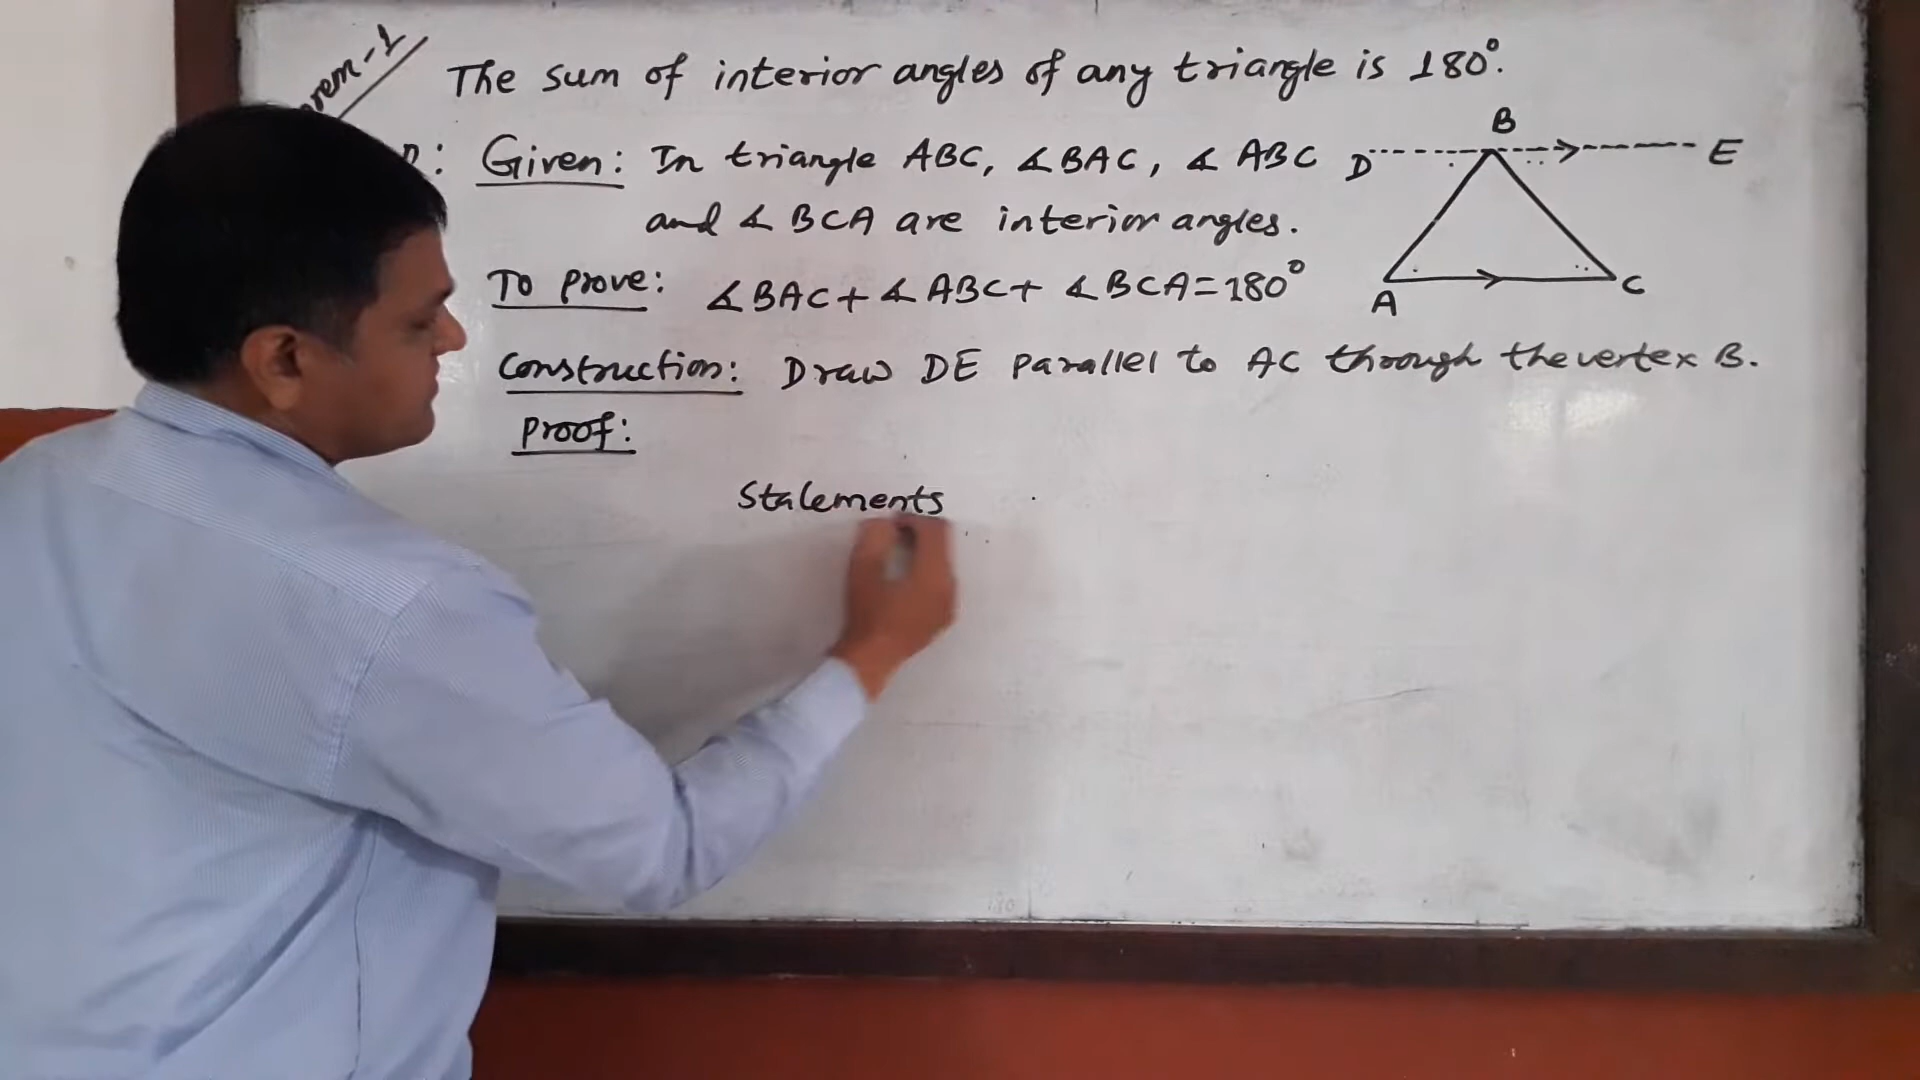 The sum of interior angles of any triangle is 180°.
Given: In triangle ABC, ∡BAC, ∡ABC
and ∡BCA are interior angles.
To prove: ∡BAC + ∡ABC + ∡BCA = 180°
Construction: Draw DE parallel to AC through the vertex B.
Proof:
Statements
B
D
E
A
C